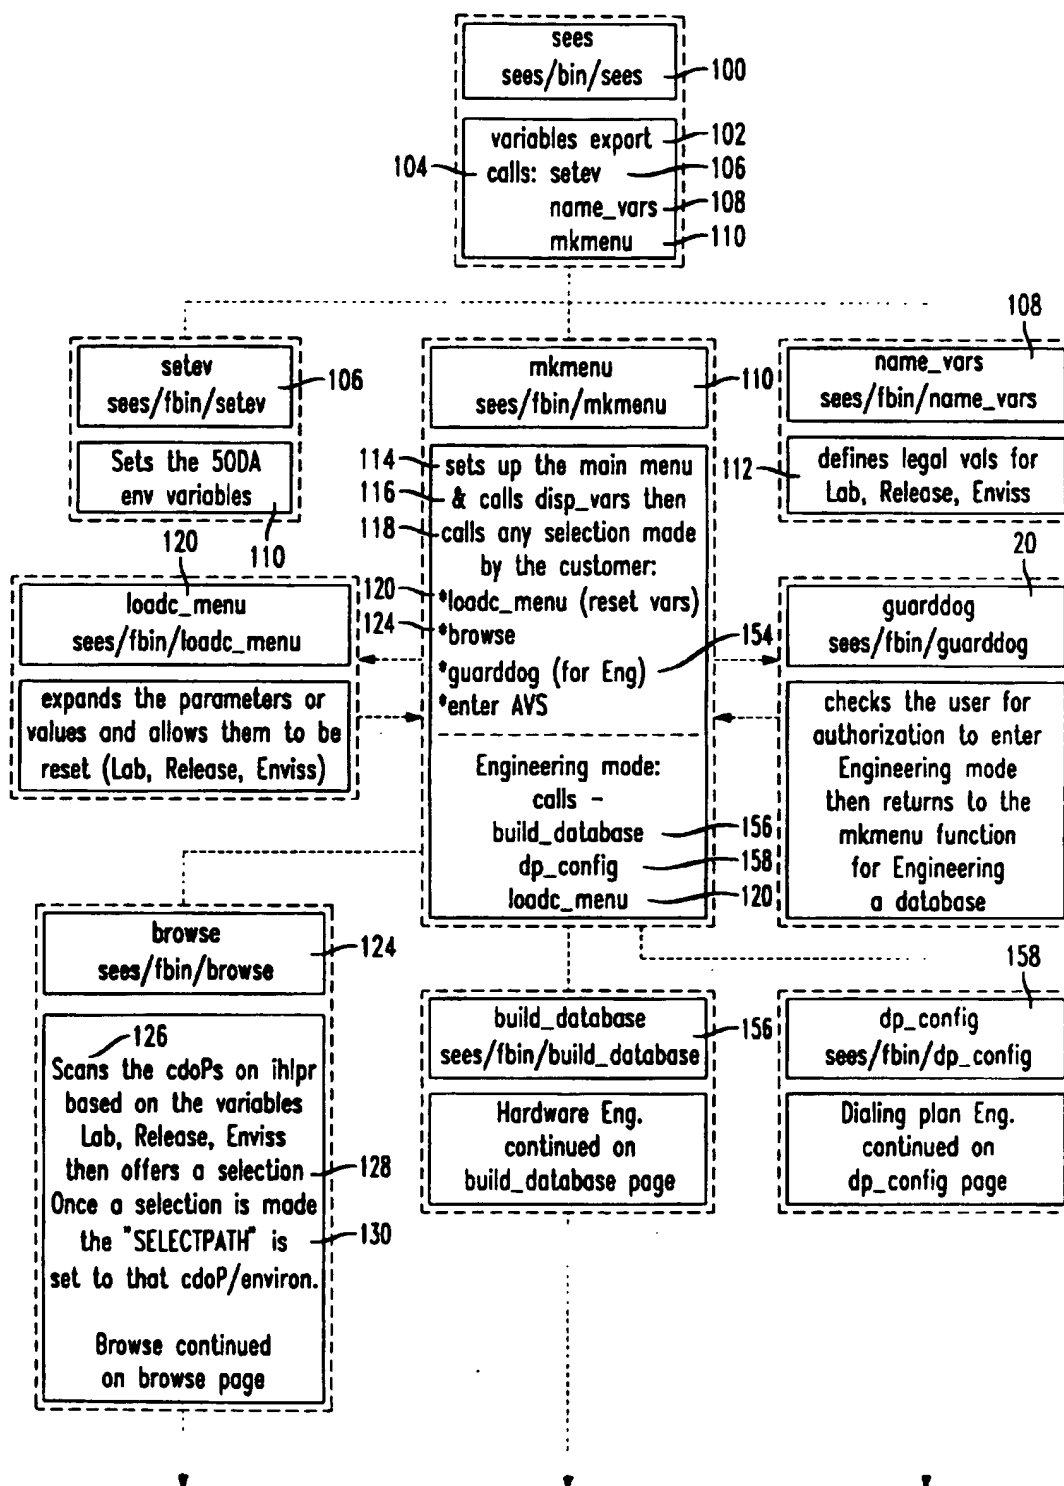 sees
sees/bin/sees
100
variables export
102
104
calls: setev
106
name_vars
108
mkmenu
110
setev
sees/fbin/setev
106
Sets the 5ODA
env variables
110
mkmenu
sees/fbin/mkmenu
110
108
name_vars
sees/fbin/name_vars
112
defines legal vals for
Lab, Release, Enviss
114
sets up the main menu
116
& calls disp_vars then
118
calls any selection made
by the customer:
120
*loadc_menu (reset vars)
124
*browse
*guarddog (for Eng)
154
*enter AVS
Engineering mode:
calls -
build_database
156
dp_config
158
loadc_menu
120
120
loadc_menu
sees/fbin/loadc_menu
expands the parameters or
values and allows them to be
reset (Lab, Release, Enviss)
20
guarddog
sees/fbin/guarddog
checks the user for
authorization to enter
Engineering mode
then returns to the
mkmenu function
for Engineering
a database
browse
sees/fbin/browse
124
126
Scans the cdoPs on ihlpr
based on the variables
Lab, Release, Enviss
then offers a selection
128
Once a selection is made
the "SELECTPATH" is
130
set to that cdoP/environ.
Browse continued
on browse page
build_database
sees/fbin/build_database
156
Hardware Eng.
continued on
build_database page
158
dp_config
sees/fbin/dp_config
Dialing plan Eng.
continued on
dp_config page